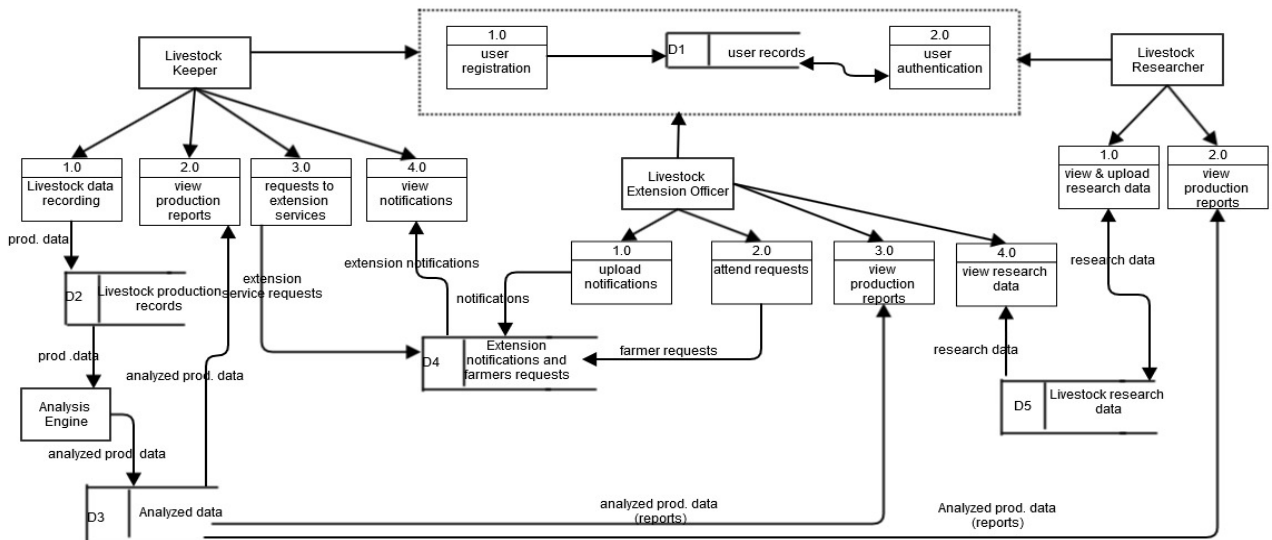 1.0
user
registration
D1
user records
2.0
user
authentication
Livestock
Keeper
Livestock
Researcher
1.0
Livestock data
recording
2.0
view
production
reports
3.0
requests to
extension
services
4.0
view
notifications
Livestock
Extension Officer
1.0
view & upload
research data
2.0
view
production
reports
prod. data
D2
Livestock production
records
extension
service requests
extension notifications
1.0
upload
notifications
2.0
attend requests
3.0
view
production
reports
4.0
view research
data
research data
notifications
prod .data
analyzed prod. data
D4
Extension
notifications and
farmers requests
farmer requests
research data
D5
Livestock research
data
Analysis
Engine
analyzed prod. data
D3
Analyzed data
analyzed prod. data
(reports)
Analyzed prod. data
(reports)